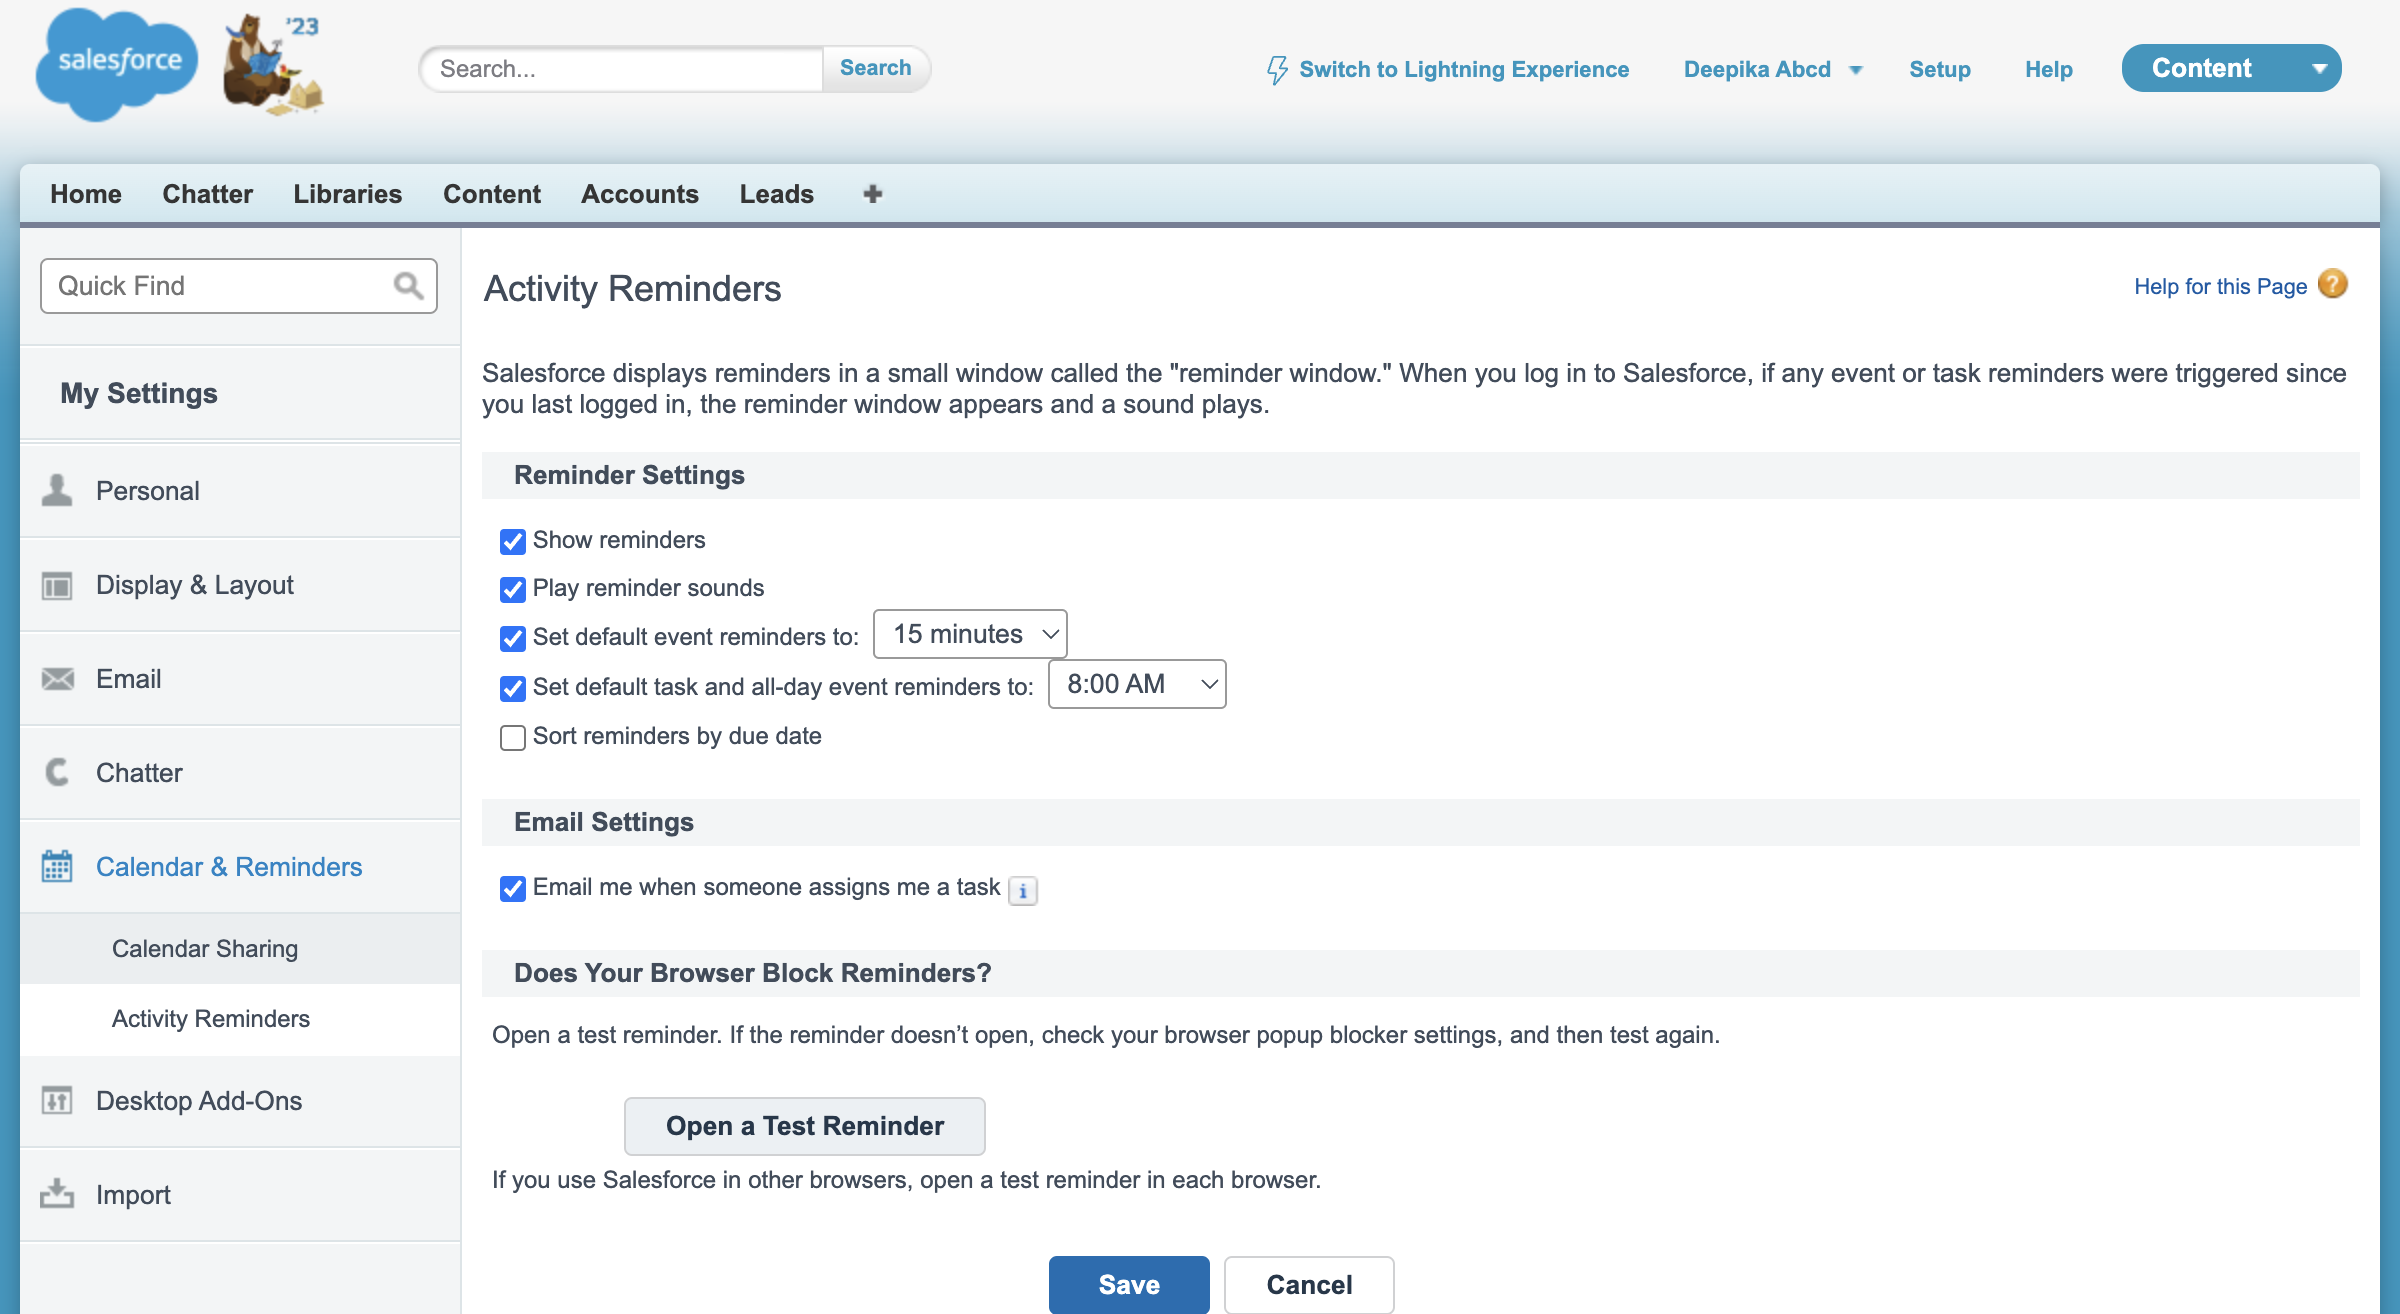 salesforce
'23
Search...
Search
Switch to Lightning Experience
Deepika Abcd
Setup
Help
Content
Home
Chatter
Libraries
Content
Accounts
Leads
Quick Find
My Settings
Personal
Display & Layout
Email
Chatter
Calendar & Reminders
Calendar Sharing
Activity Reminders
Desktop Add-Ons
Import
Activity Reminders
Help for this Page
Salesforce displays reminders in a small window called the "reminder window." When you log in to Salesforce, if any event or task reminders were triggered since
you last logged in, the reminder window appears and a sound plays.
Reminder Settings
Show reminders
Play reminder sounds
Set default event reminders to: 15 minutes
Set default task and all-day event reminders to: 8:00 AM
Sort reminders by due date
Email Settings
Email me when someone assigns me a task
Does Your Browser Block Reminders?
Open a test reminder. If the reminder doesn’t open, check your browser popup blocker settings, and then test again.
Open a Test Reminder
If you use Salesforce in other browsers, open a test reminder in each browser.
Save
Cancel